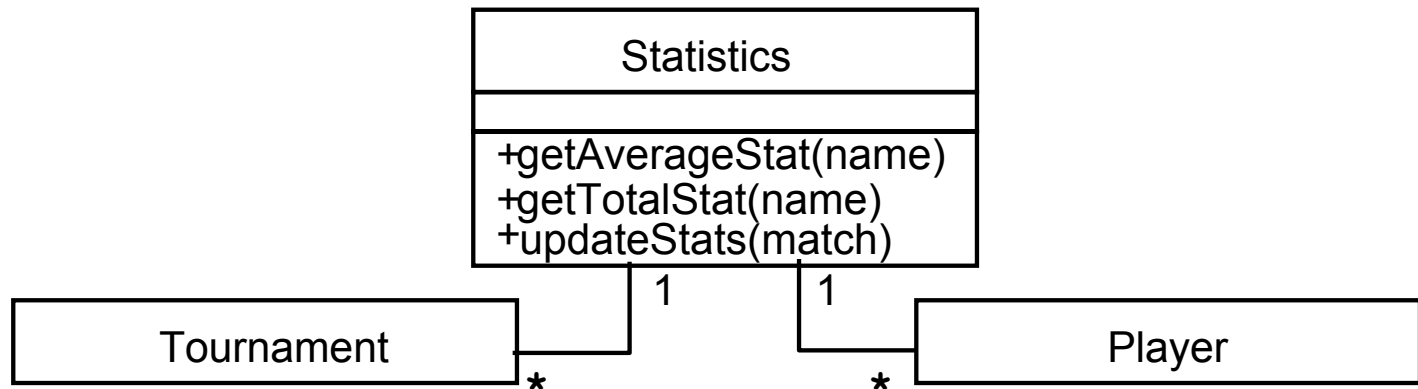 Statistics
+getAverageStat(name)
+getTotalStat(name)
+updateStats(match)
1 1
Tournament Player
* *